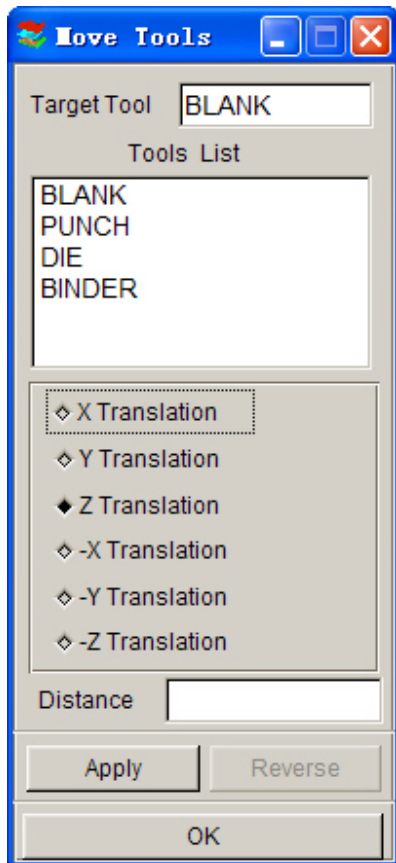 Move Tools
Target Tool BLANK
Tools List
BLANK
PUNCH
DIE
BINDER
X Translation
Y Translation
Z Translation
-X Translation
-Y Translation
-Z Translation
Distance
Apply Reverse
OK